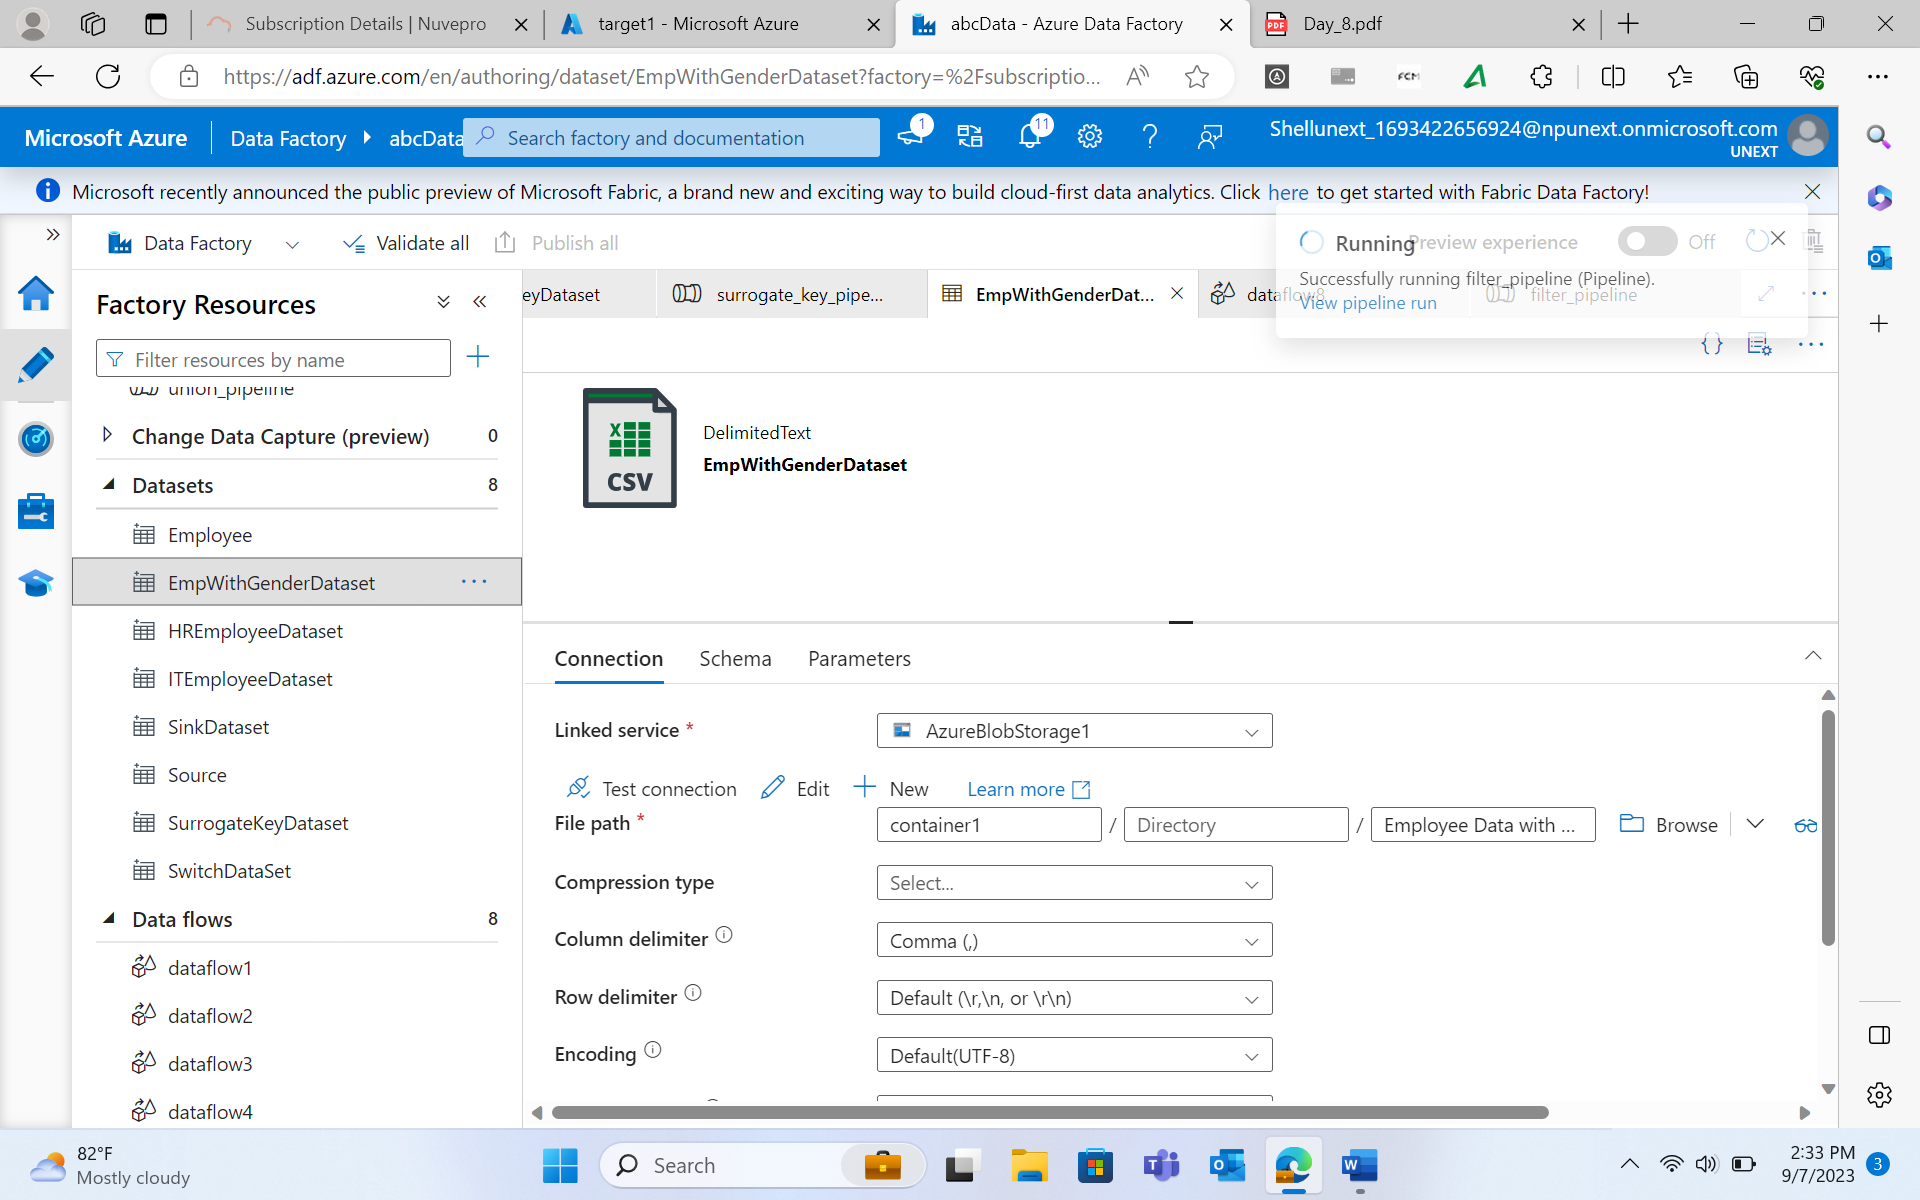 Subscription Details | Nuvepro
target1 - Microsoft Azure
abcData - Azure Data Factory
Day_8.pdf
https://adf.azure.com/en/authoring/dataset/EmpWithGenderDataset?factory=%2Fsubscriptio...
Microsoft Azure
Data Factory
abcData
Search factory and documentation
1
11
Shellunext_1693422656924@npunext.onmicrosoft.com
UNEXT
Microsoft recently announced the public preview of Microsoft Fabric, a brand new and exciting way to build cloud-first data analytics. Click here to get started with Fabric Data Factory!
Data Factory
Validate all
Publish all
Running
Preview experience
Off
Successfully running filter_pipeline (Pipeline).
View pipeline run
Factory Resources
eyDataset
surrogate_key_pipe...
EmpWithGenderDat...
dataflow8
filter_pipeline
Filter resources by name
union_pipeline
Change Data Capture (preview) 0
Datasets 8
Employee
EmpWithGenderDataset
HREmployeeDataset
ITEmployeeDataset
SinkDataset
Source
SurrogateKeyDataset
SwitchDataSet
Data flows 8
dataflow1
dataflow2
dataflow3
dataflow4
CSV
DelimitedText
EmpWithGenderDataset
Connection
Schema
Parameters
Linked service *
AzureBlobStorage1
Test connection
Edit
New
Learn more
File path *
container1 / Directory / Employee Data with ...
Browse
Compression type
Select...
Column delimiter
Comma (,)
Row delimiter
Default (\r,\n, or \r\n)
Encoding
Default(UTF-8)
82°F
Mostly cloudy
Search
2:33 PM
9/7/2023
3